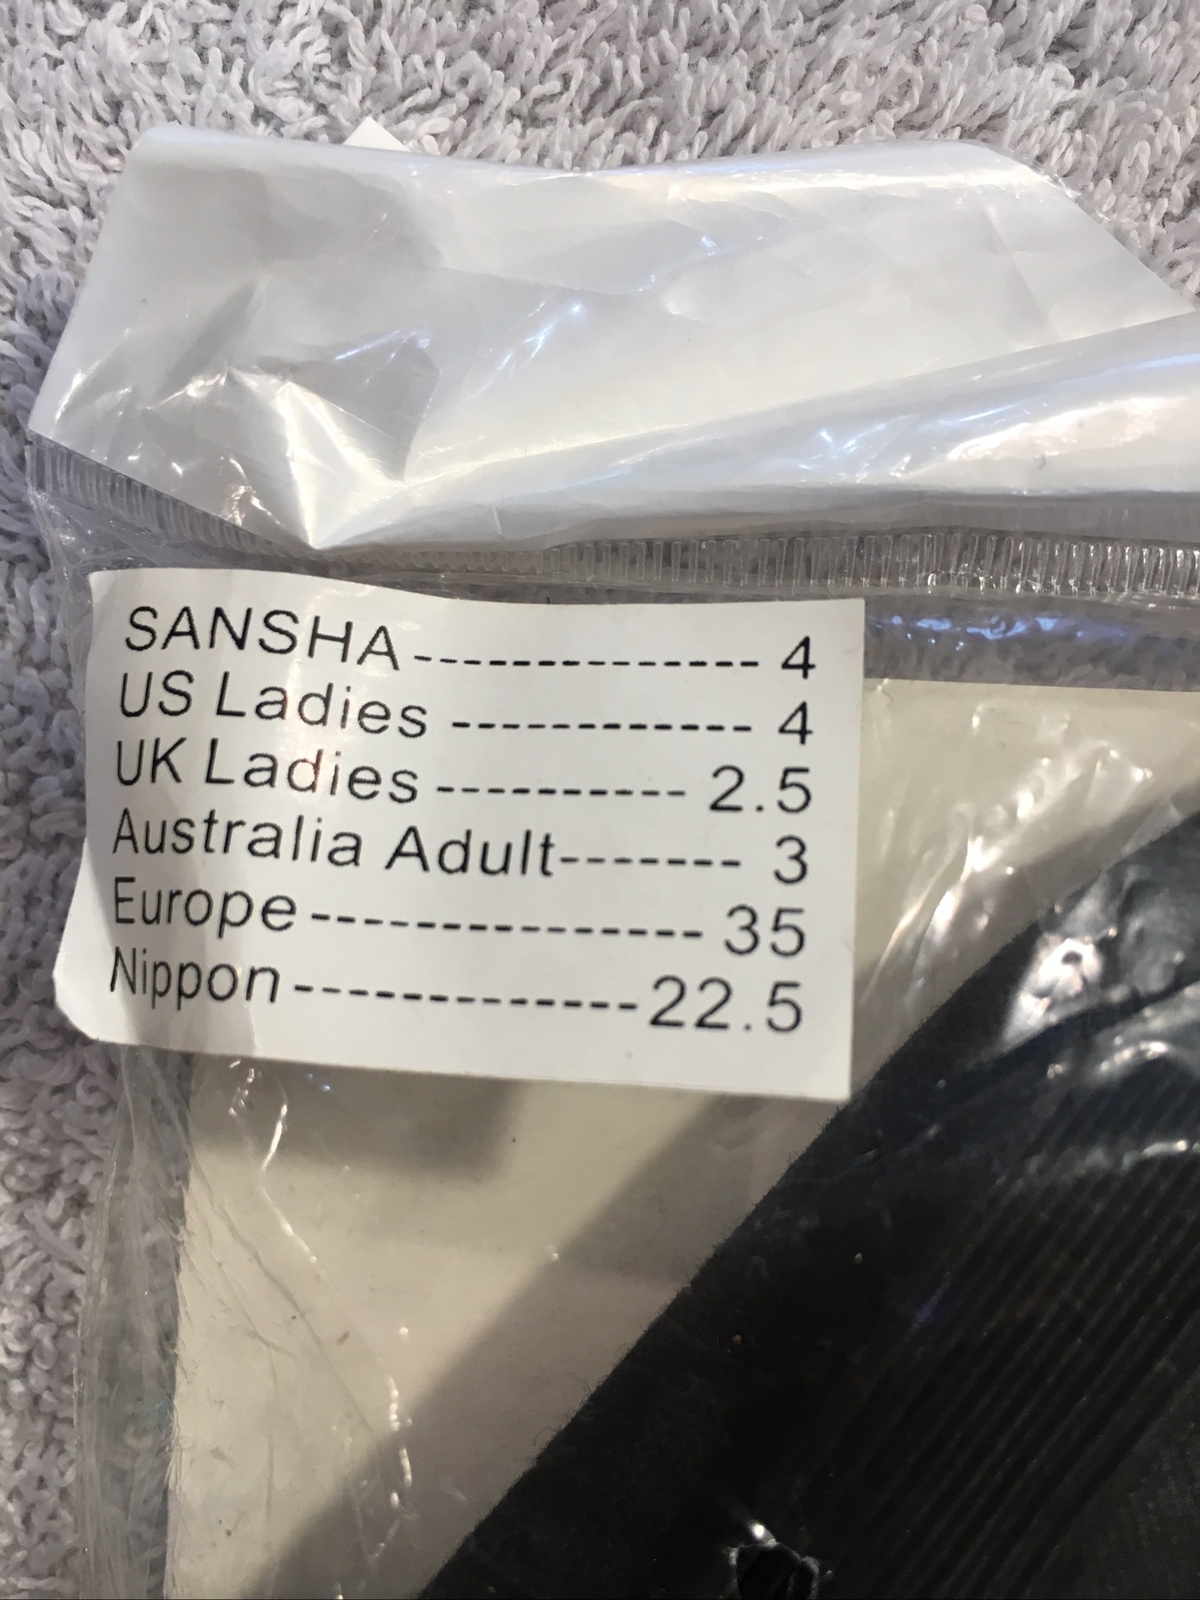 SANSHA-------------- 4
US Ladies ------------ 4
UK Ladies---------- 2.5
Australia Adult------- 3
Europe--------------- 35
Nippon-------------22.5